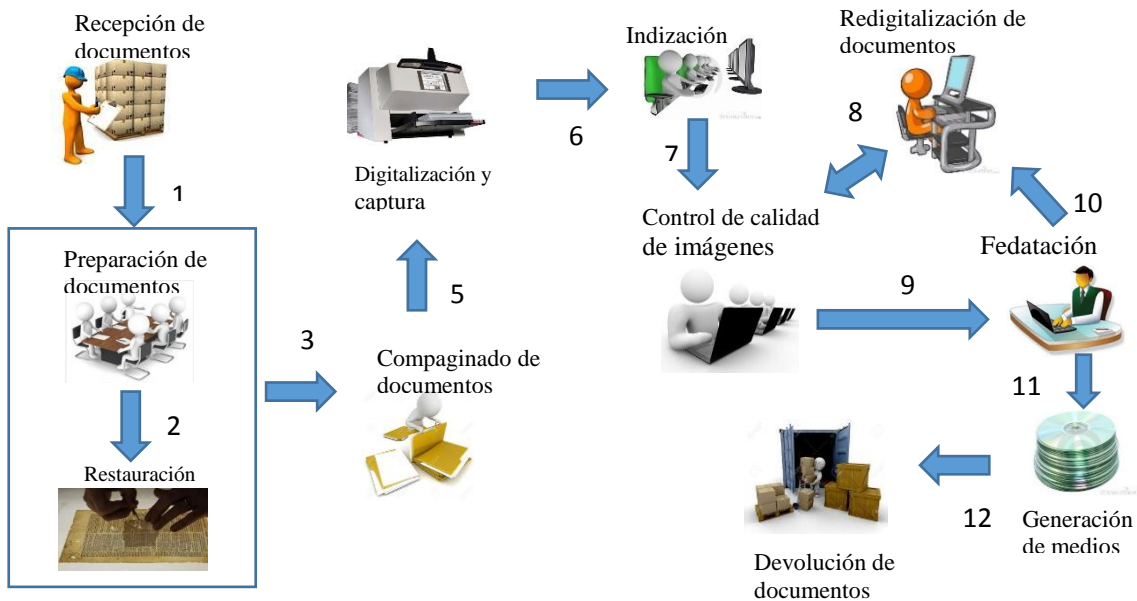 Recepción de
documentos
1
Preparación de
documentos
2
Restauración
3
Compaginado de
documentos
5
Digitalización y
captura
6
Indización
7
Control de calidad
de imágenes
8
Redigitalización de
documentos
9
Fedatación
10
11
Generación
de medios
12
Devolución de
documentos